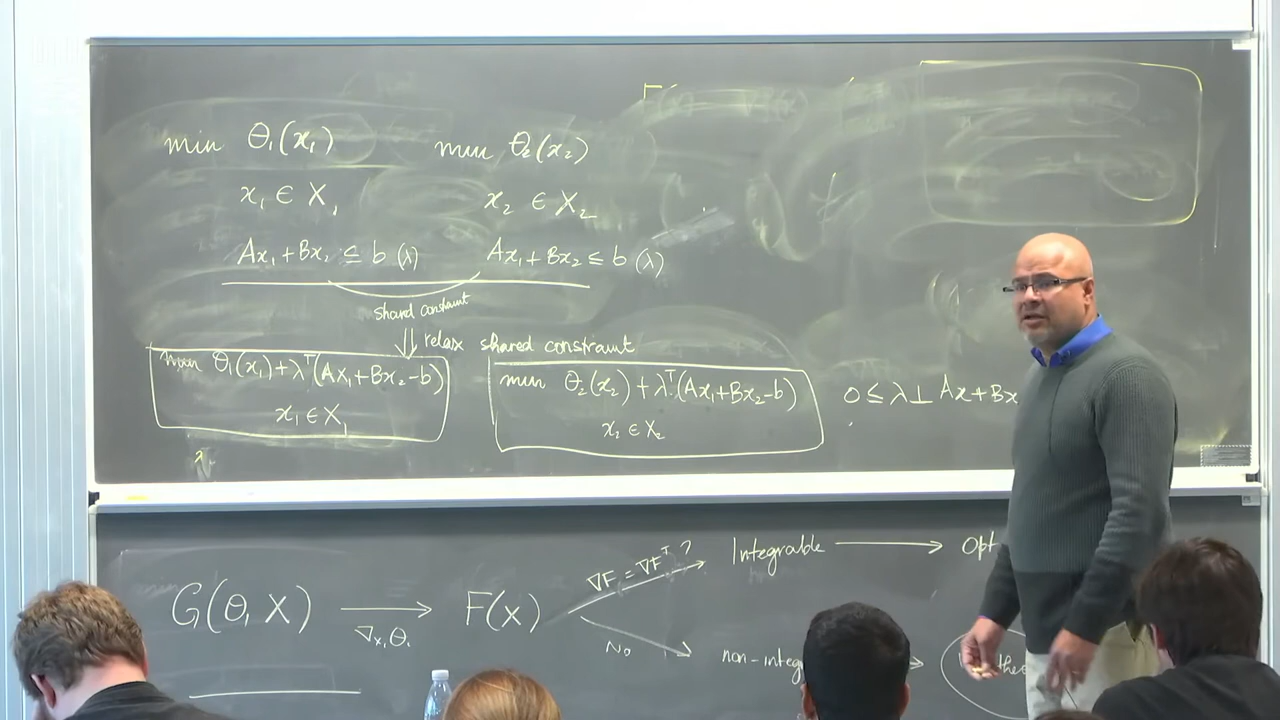 min θ₁(x₁)
x₁ ∈ X₁
Ax₁+Bx₂ ≤ b (λ)
min θ₂(x₂)
x₂ ∈ X₂
Ax₁+Bx₂ ≤ b (λ)
shared constraint
⇓ relax shared constraint
min θ₁(x₁)+λᵀ(Ax₁+Bx₂-b)
x₁ ∈ X₁
min θ₂(x₂)+λᵀ(Ax₁+Bx₂-b)
x₂ ∈ X₂
0 ≤ λ ⊥ Ax+Bx
G(θ,X) → F(x)
∇xᵢθᵢ
∇F = ∇Fᵀ ?
Integrable → Opt
No
non-integ